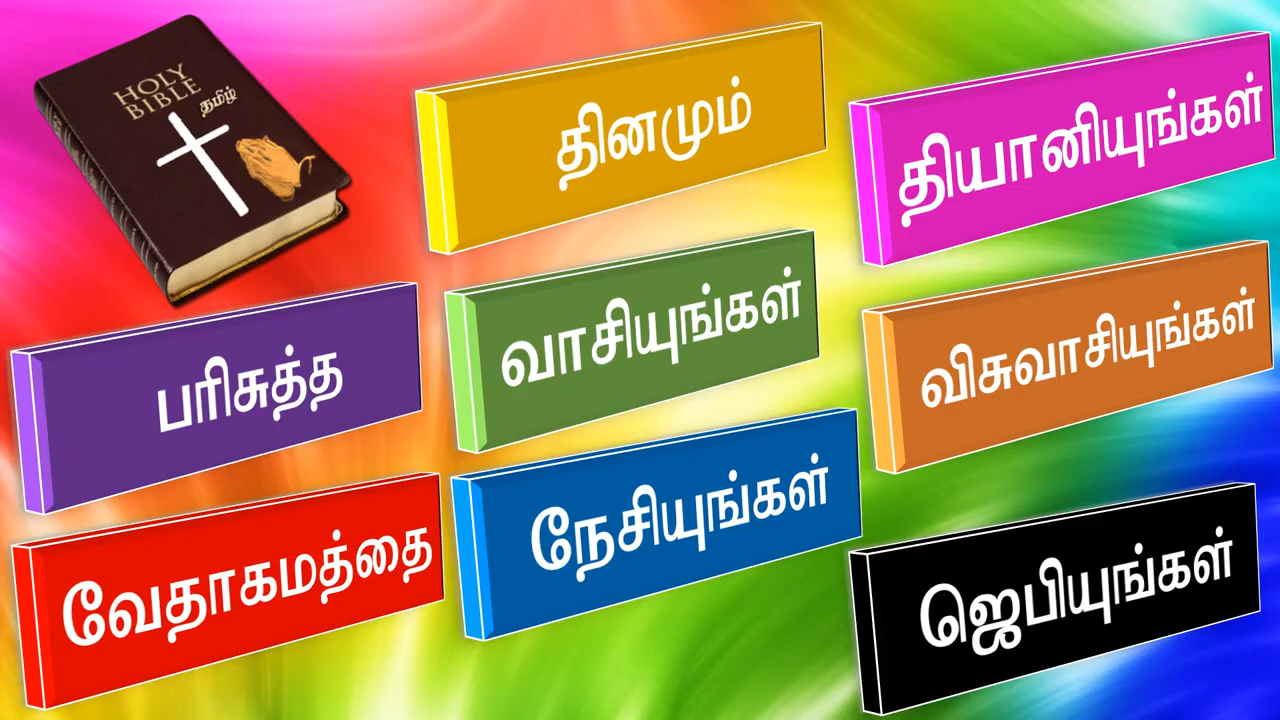 HOLY
BIBLE
தமிழ்
பரிசுத்த
வேதாகமத்தை
தினமும்
வாசியுங்கள்
நேசியுங்கள்
தியானியுங்கள்
விசுவாசியுங்கள்
ஜெபியுங்கள்